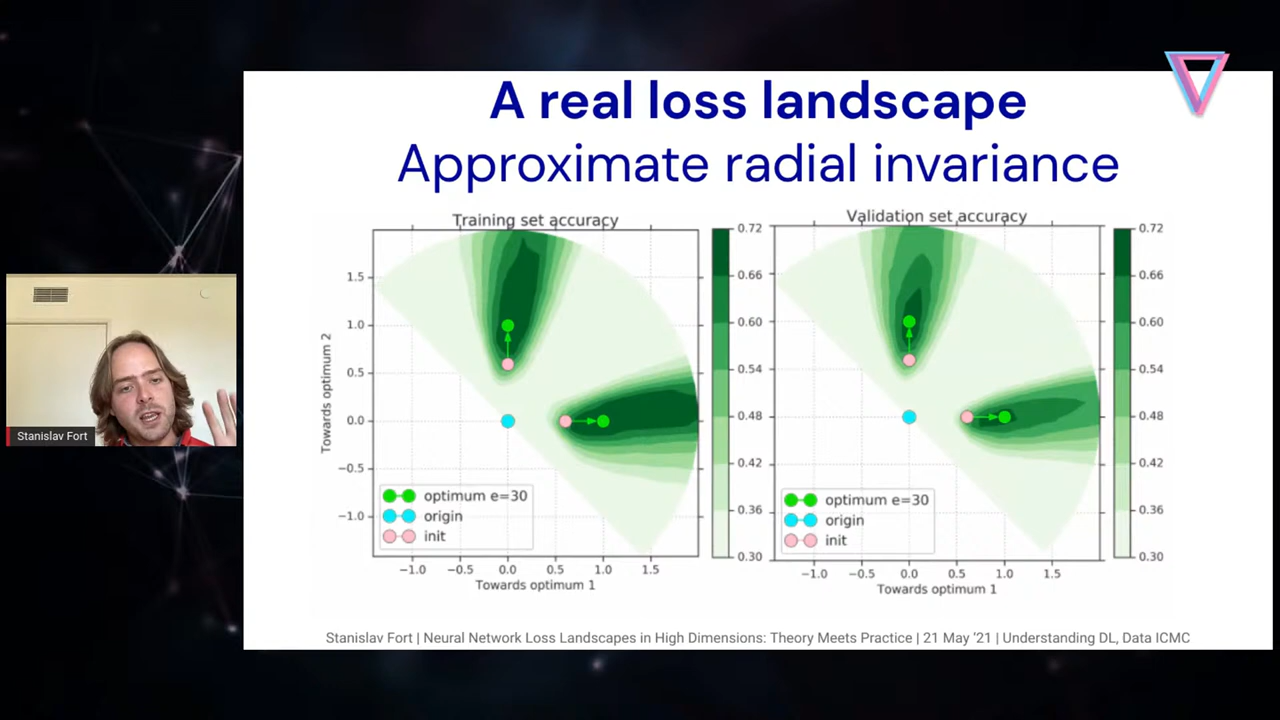 A real loss landscape
Approximate radial invariance
Training set accuracy
Towards optimum 2
1.5
1.0
0.5
0.0
−0.5
−1.0
optimum e=30
origin
init
−1.0 −0.5 0.0 0.5 1.0 1.5
Towards optimum 1
0.72
0.66
0.60
0.54
0.48
0.42
0.36
0.30
Validation set accuracy
optimum e=30
origin
init
−1.0 −0.5 0.0 0.5 1.0 1.5
Towards optimum 1
0.72
0.66
0.60
0.54
0.48
0.42
0.36
0.30
Stanislav Fort
Stanislav Fort | Neural Network Loss Landscapes in High Dimensions: Theory Meets Practice | 21 May '21 | Understanding DL, Data ICMC